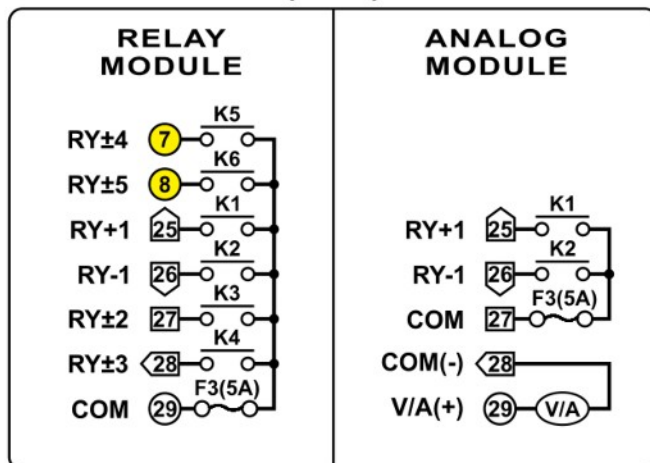 RELAY
MODULE
K5
RY±4 7
K6
RY±5 8
K1
RY+1 25
K2
RY-1 26
K3
RY±2 27
K4
RY±3 28
F3(5A)
COM 29
ANALOG
MODULE
K1
RY+1 25
K2
RY-1 26
F3(5A)
COM 27
COM(-) 28
V/A(+) 29 V/A